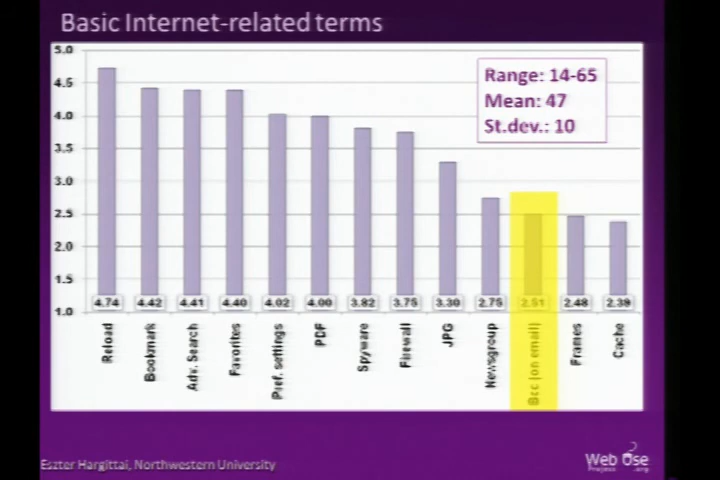 Basic Internet-related terms
Range: 14-65
Mean: 47
St.dev.: 10
5.0
4.5
4.0
3.5
3.0
2.5
2.0
1.5
1.0
4.74 4.42 4.41 4.40 4.02 4.00 3.82 3.75 3.30 2.75 2.51 2.48 2.39
Reload Bookmark Adv. Search Favorites Pref. settings PDF Spyware Firewall JPG Newsgroup Bcc (on email) Frames Cache
Eszter Hargittai, Northwestern University
Web Use
Project .org